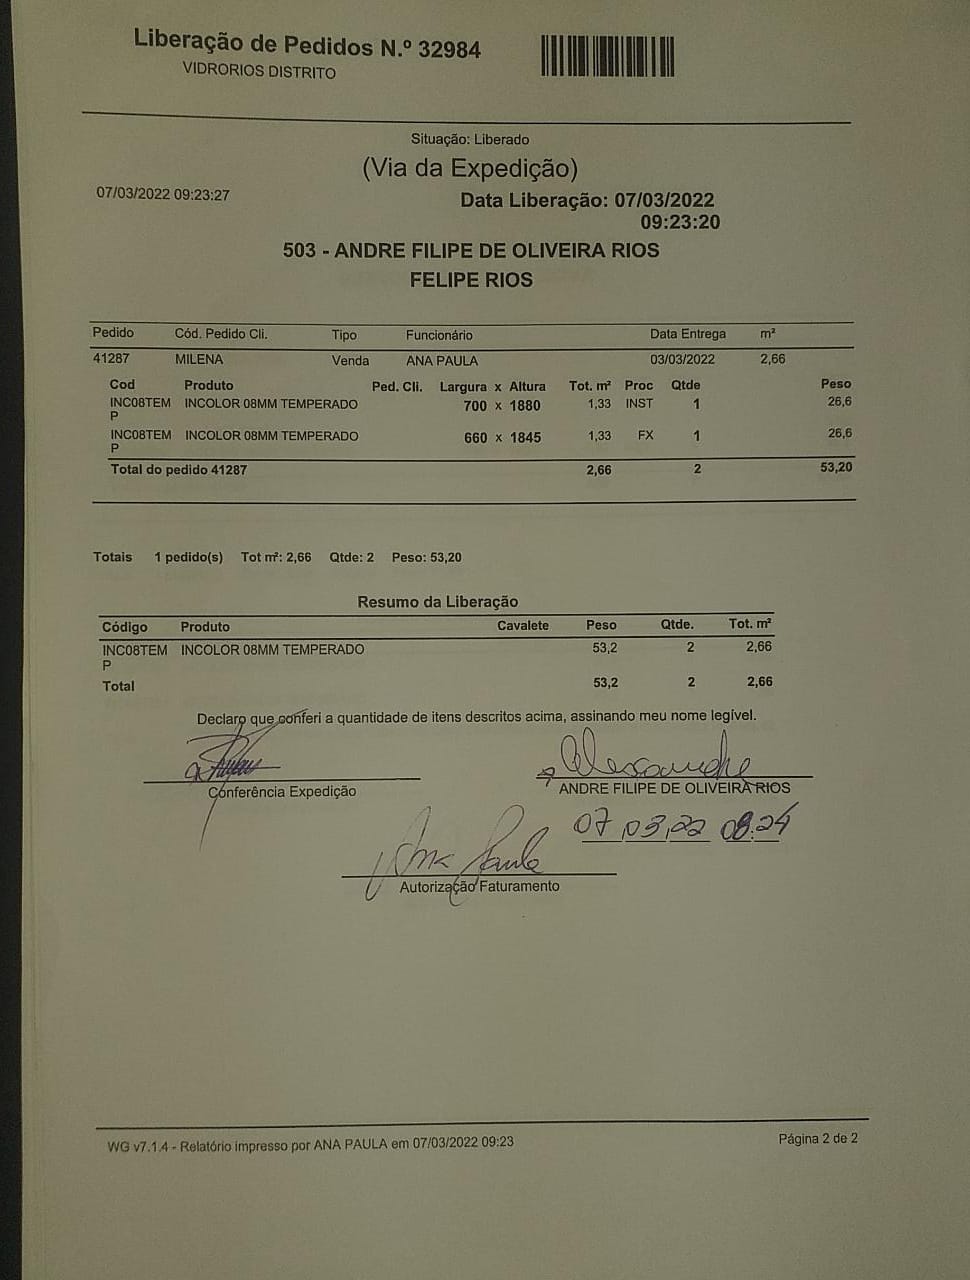 Liberação de Pedidos N.º 32984
VIDRORIOS DISTRITO
Situação: Liberado
(Via da Expedição)
07/03/2022 09:23:27
Data Liberação: 07/03/2022
09:23:20
503 - ANDRE FILIPE DE OLIVEIRA RIOS
FELIPE RIOS
Pedido Cód. Pedido Cli. Tipo Funcionário Data Entrega m²
41287 MILENA Venda ANA PAULA 03/03/2022 2,66
Cod Produto Ped. Cli. Largura x Altura Tot. m² Proc Qtde Peso
INC08TEM INCOLOR 08MM TEMPERADO 700 x 1880 1,33 INST 1 26,6
P
INC08TEM INCOLOR 08MM TEMPERADO 660 x 1845 1,33 FX 1 26,6
P
Total do pedido 41287 2,66 2 53,20
Totais 1 pedido(s) Tot m²: 2,66 Qtde: 2 Peso: 53,20
Resumo da Liberação
Código Produto Cavalete Peso Qtde. Tot. m²
INC08TEM INCOLOR 08MM TEMPERADO 53,2 2 2,66
P
Total 53,2 2 2,66
Declaro que conferi a quantidade de itens descritos acima, assinando meu nome legível.
Alessandre
Conferência Expedição ANDRE FILIPE DE OLIVEIRA RIOS
07,03,22 09:24
Ana Paula
Autorização Faturamento
WG v7.1.4 - Relatório impresso por ANA PAULA em 07/03/2022 09:23 Página 2 de 2